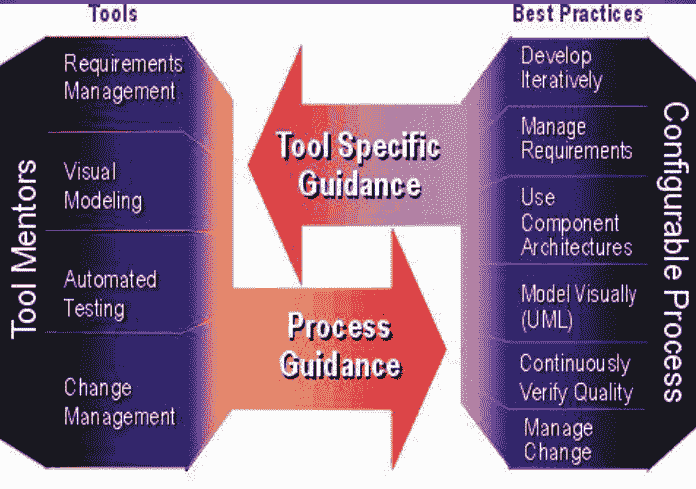 Tools
Best Practices
Tool Mentors
Requirements
Management
Visual
Modeling
Automated
Testing
Change
Management
Tool Specific
Guidance
Process
Guidance
Develop
Iteratively
Manage
Requirements
Use
Component
Architectures
Model Visually
(UML)
Continuously
Verify Quality
Manage
Change
Configurable Process